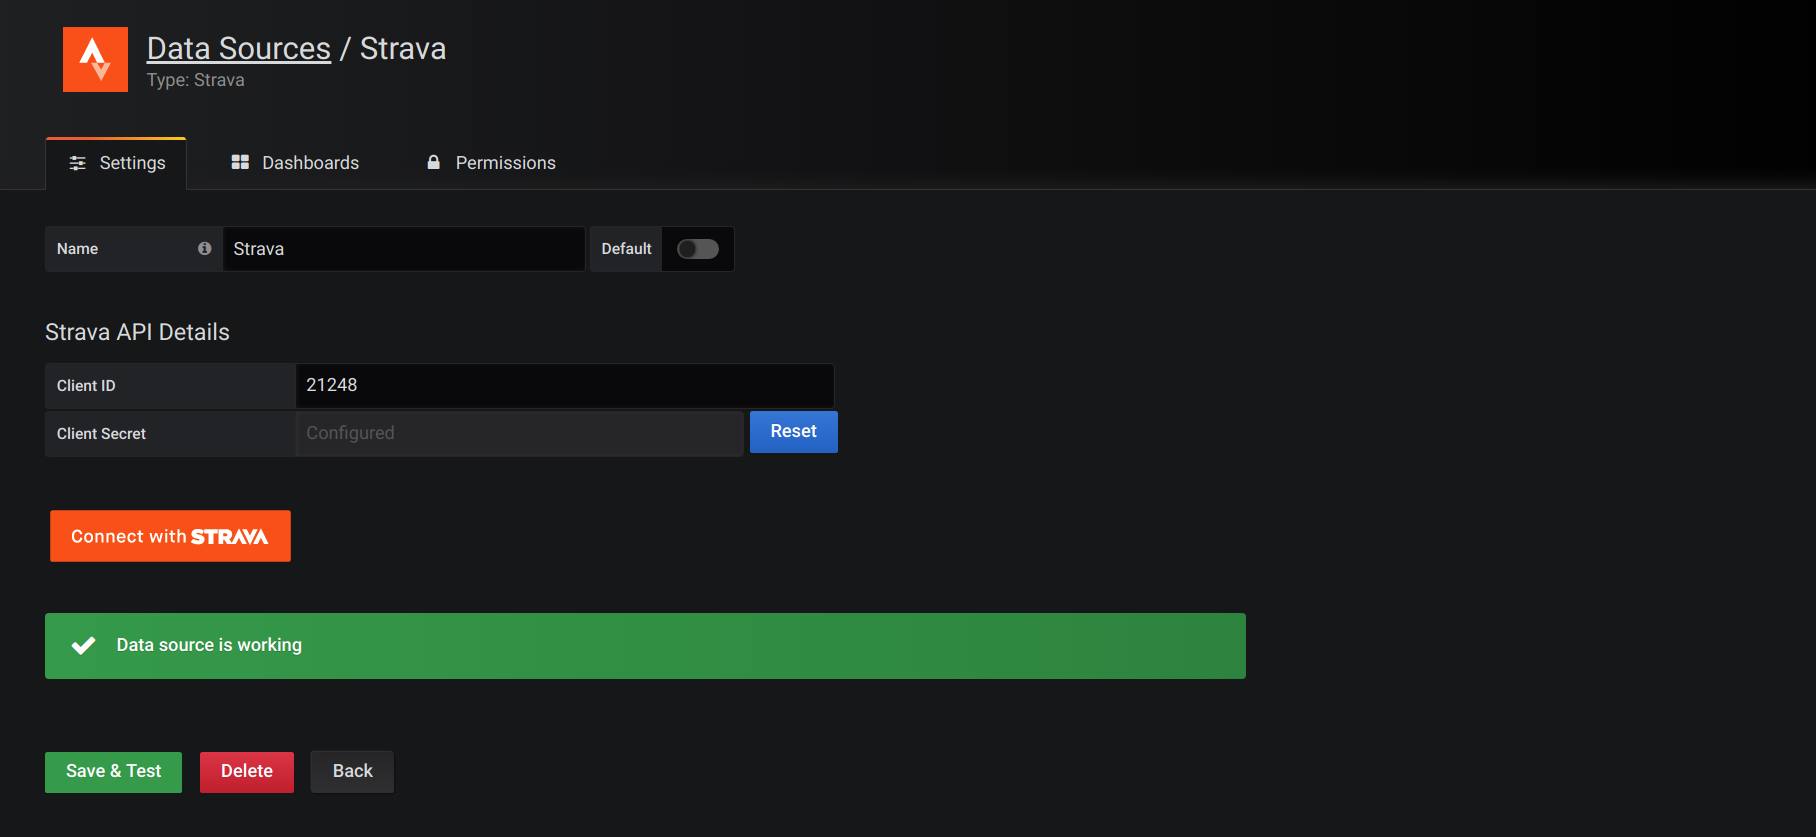 Data Sources / Strava
Type: Strava
Settings Dashboards Permissions
Name Strava Default
Strava API Details
Client ID 21248
Client Secret Configured Reset
Connect with STRAVA
Data source is working
Save & Test Delete Back